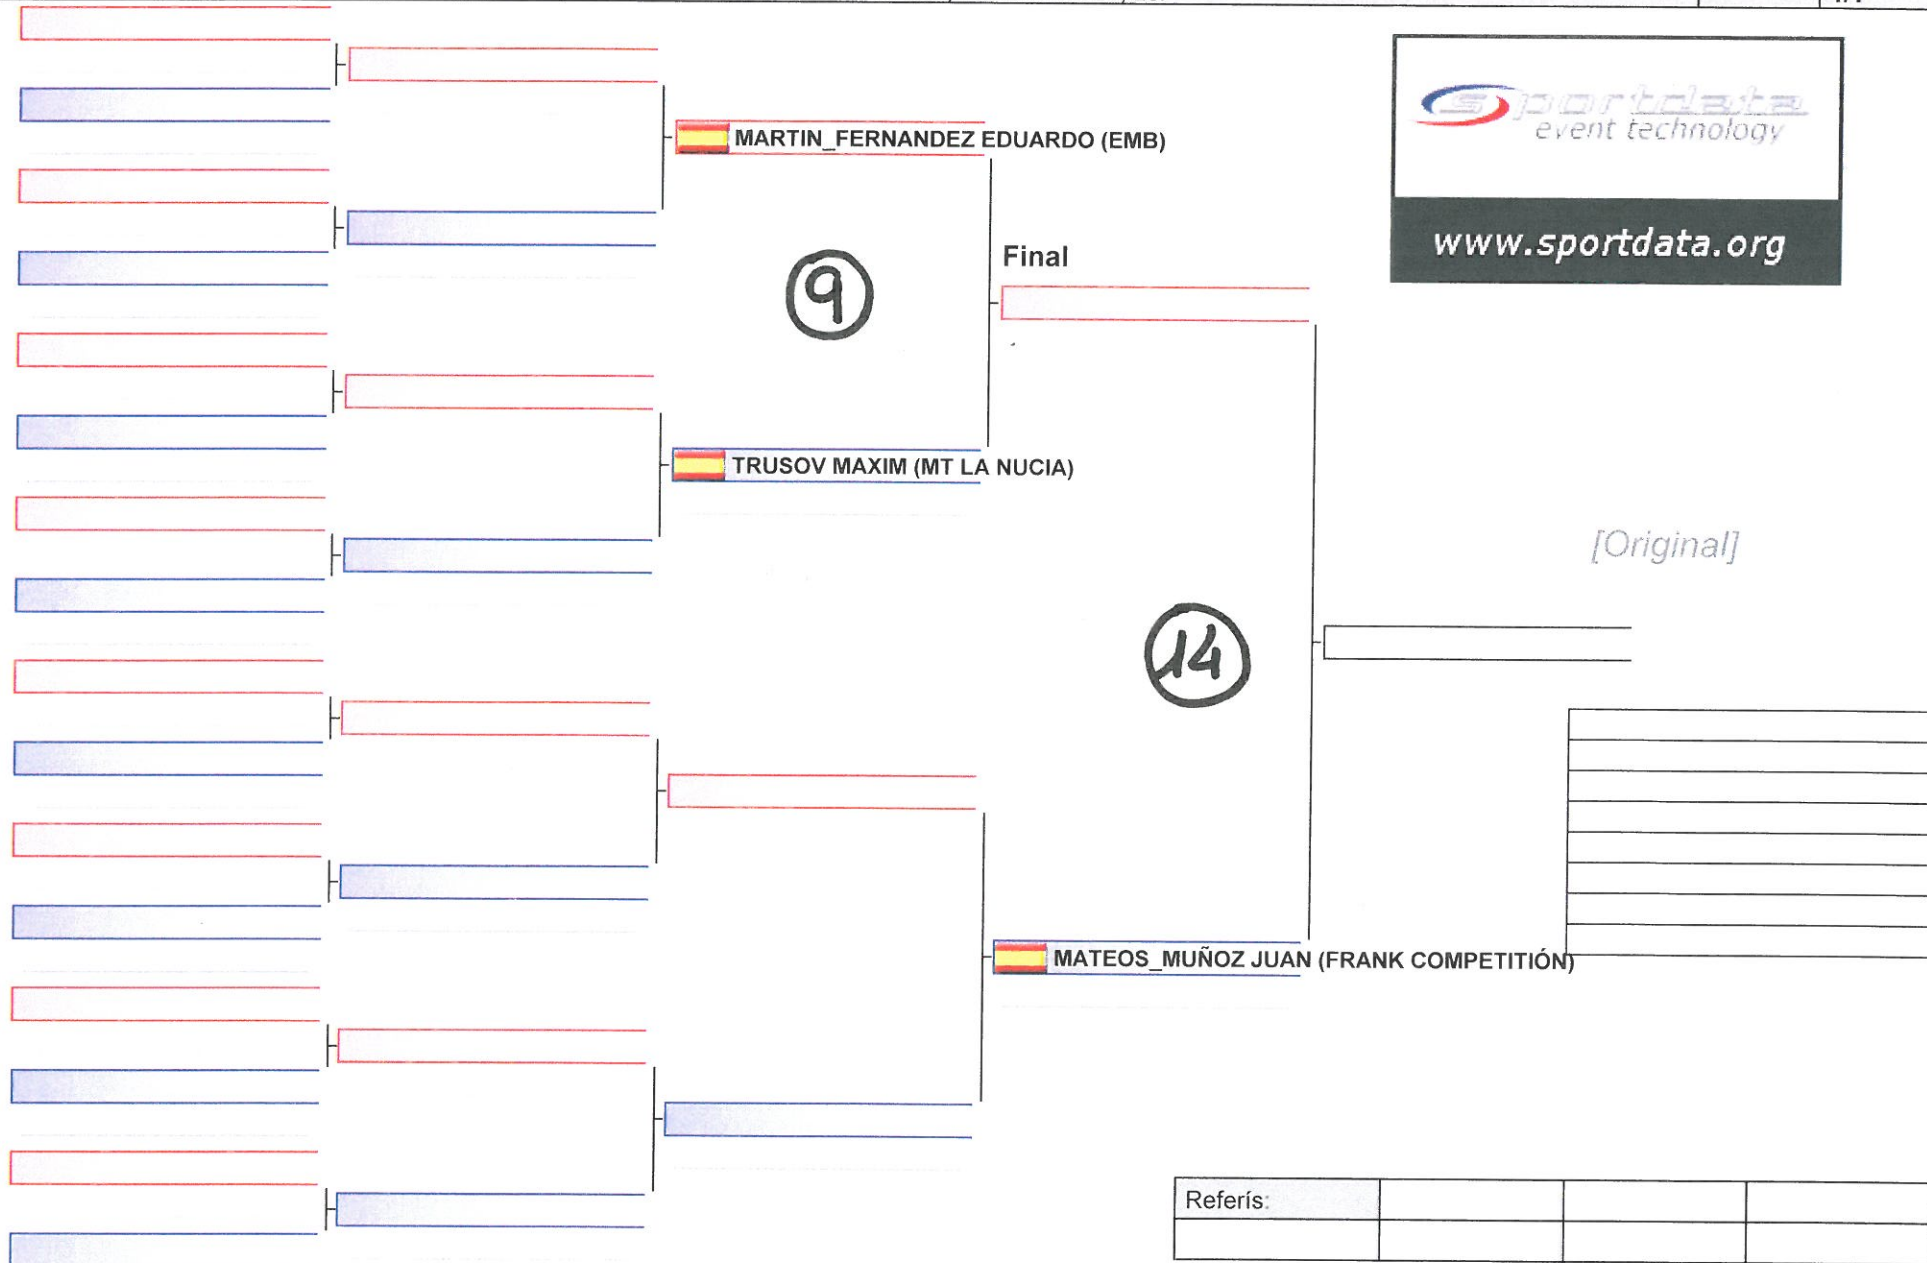 sportdata
event technology
www.sportdata.org
MARTIN_FERNANDEZ EDUARDO (EMB)
Final
9
TRUSOV MAXIM (MT LA NUCIA)
[Original]
14
MATEOS_MUÑOZ JUAN (FRANK COMPETITIÓN)
Referís: